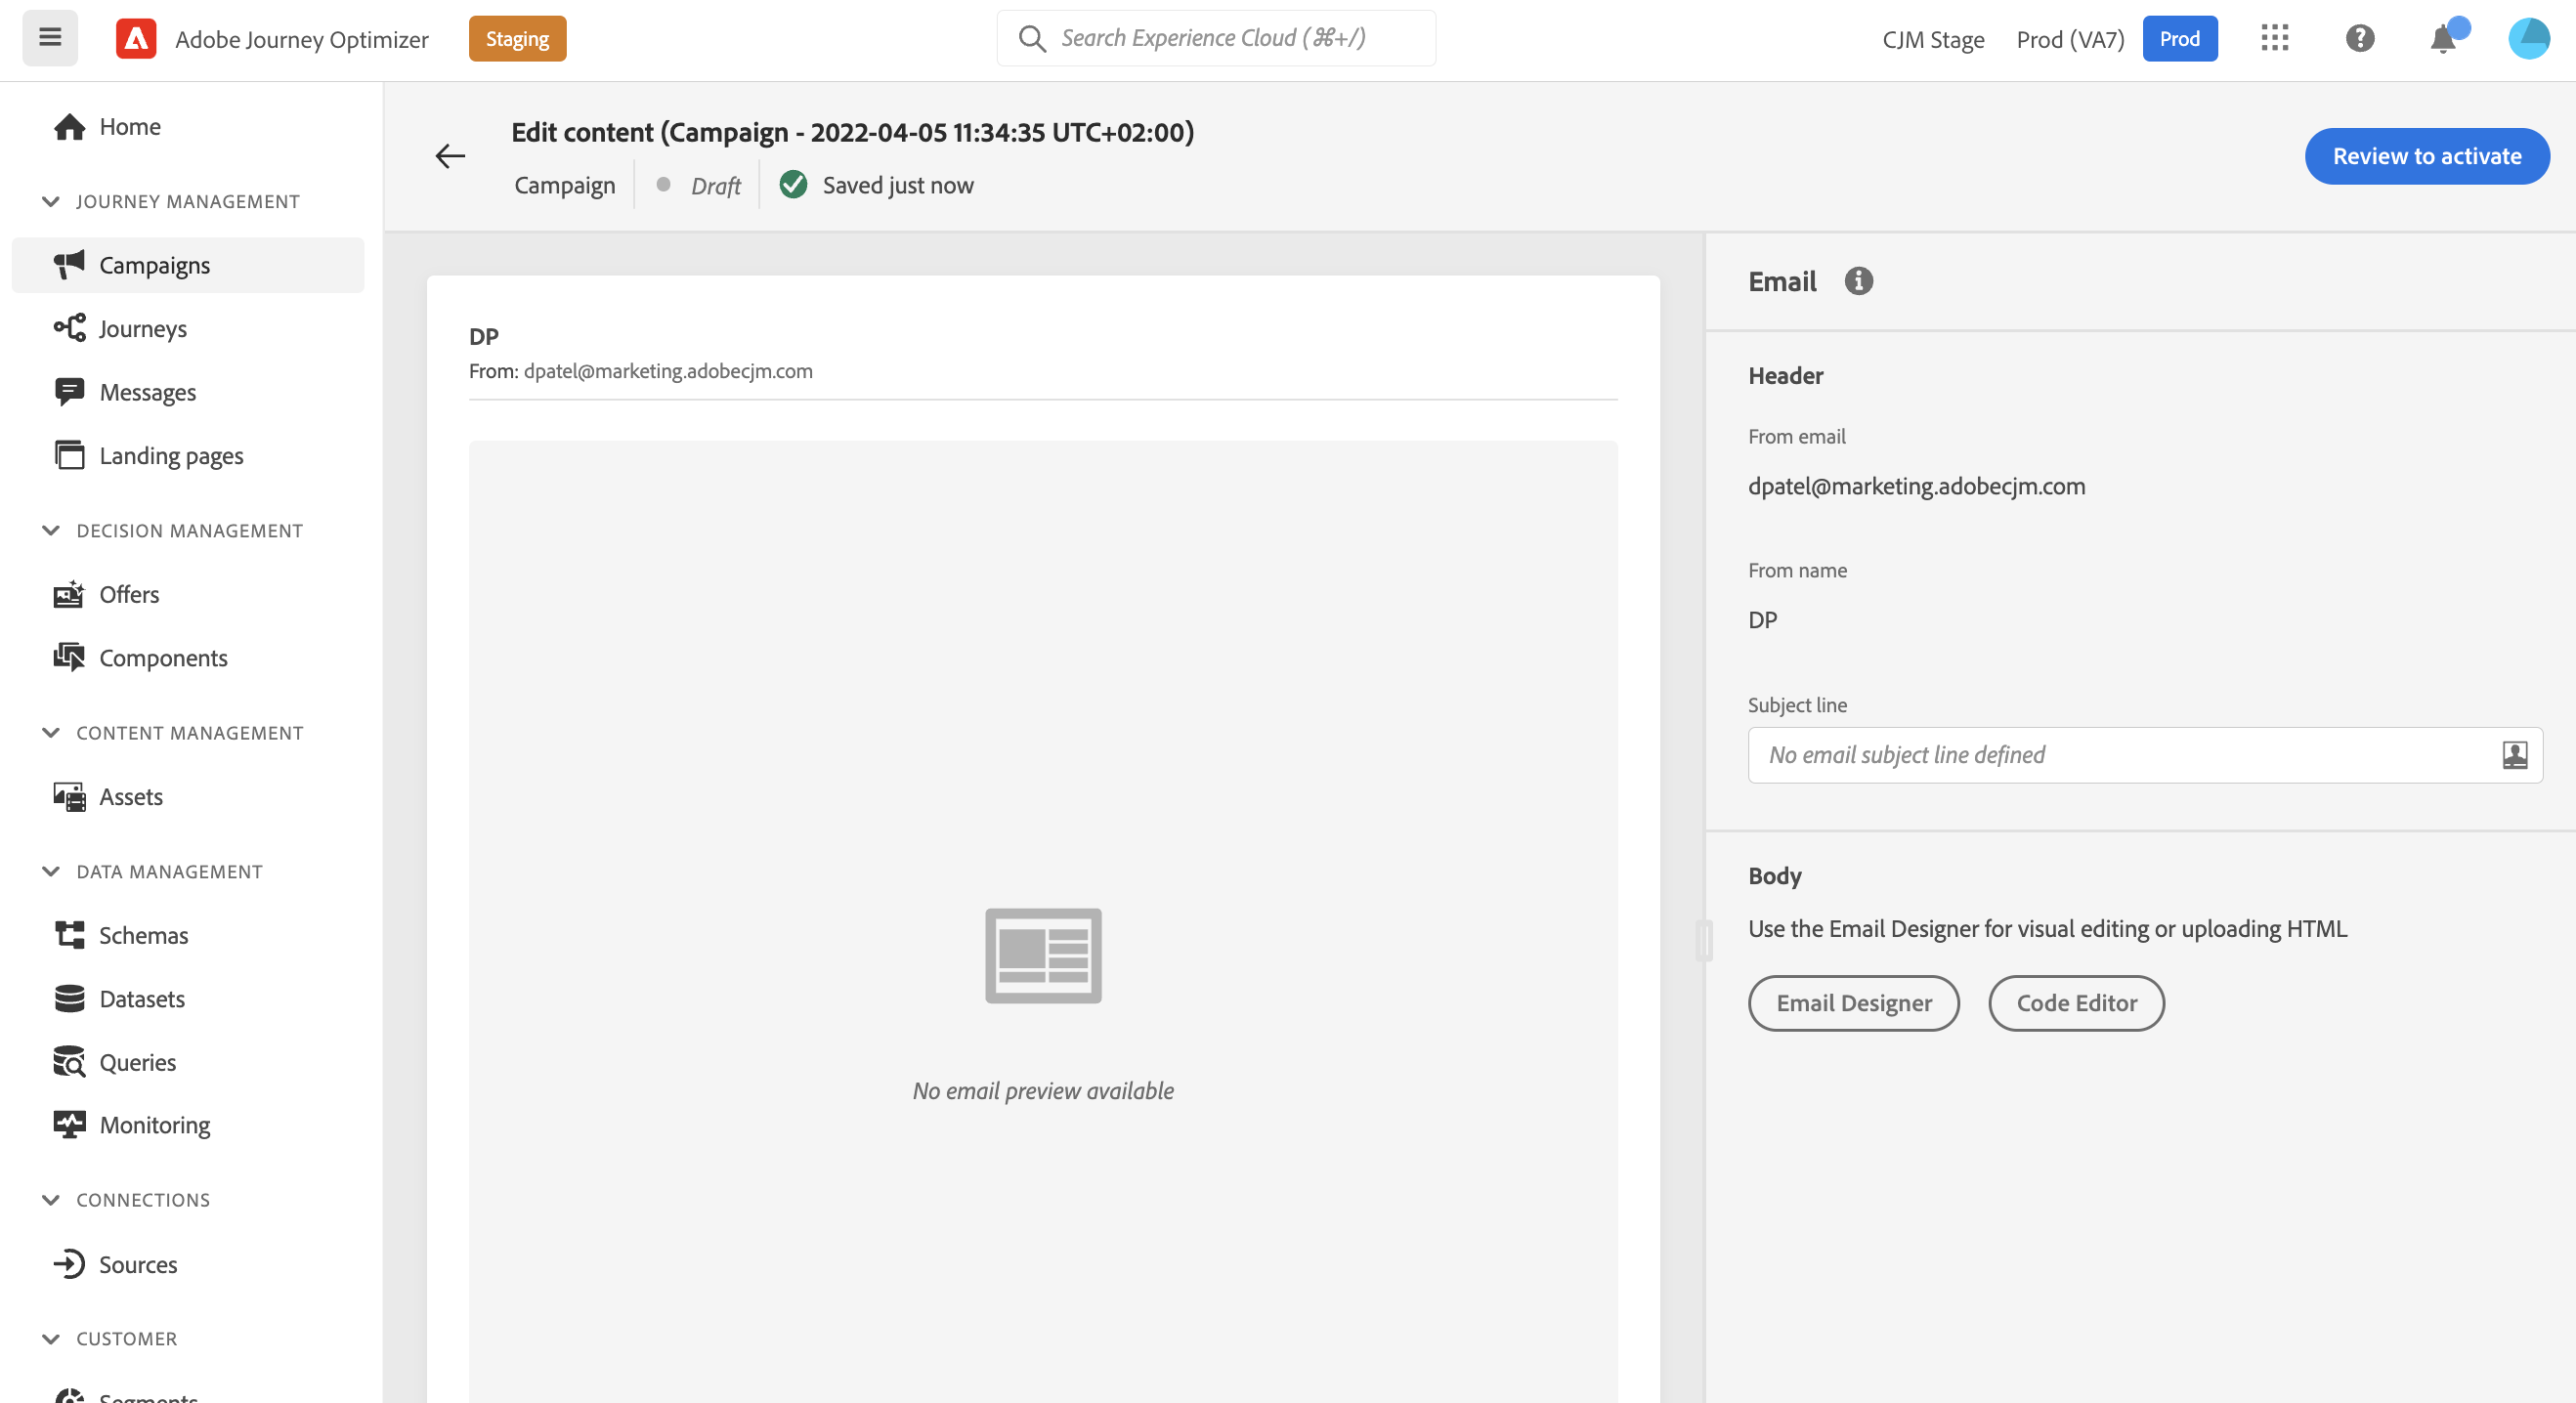 Adobe Journey Optimizer
Staging
Search Experience Cloud (⌘+/)
CJM Stage
Prod (VA7)
Prod
Home
JOURNEY MANAGEMENT
Campaigns
Journeys
Messages
Landing pages
DECISION MANAGEMENT
Offers
Components
CONTENT MANAGEMENT
Assets
DATA MANAGEMENT
Schemas
Datasets
Queries
Monitoring
CONNECTIONS
Sources
CUSTOMER
Segments
Edit content (Campaign - 2022-04-05 11:34:35 UTC+02:00)
Campaign
Draft
Saved just now
Review to activate
DP
From: dpatel@marketing.adobecjm.com
No email preview available
Email
Header
From email
dpatel@marketing.adobecjm.com
From name
DP
Subject line
No email subject line defined
Body
Use the Email Designer for visual editing or uploading HTML
Email Designer
Code Editor